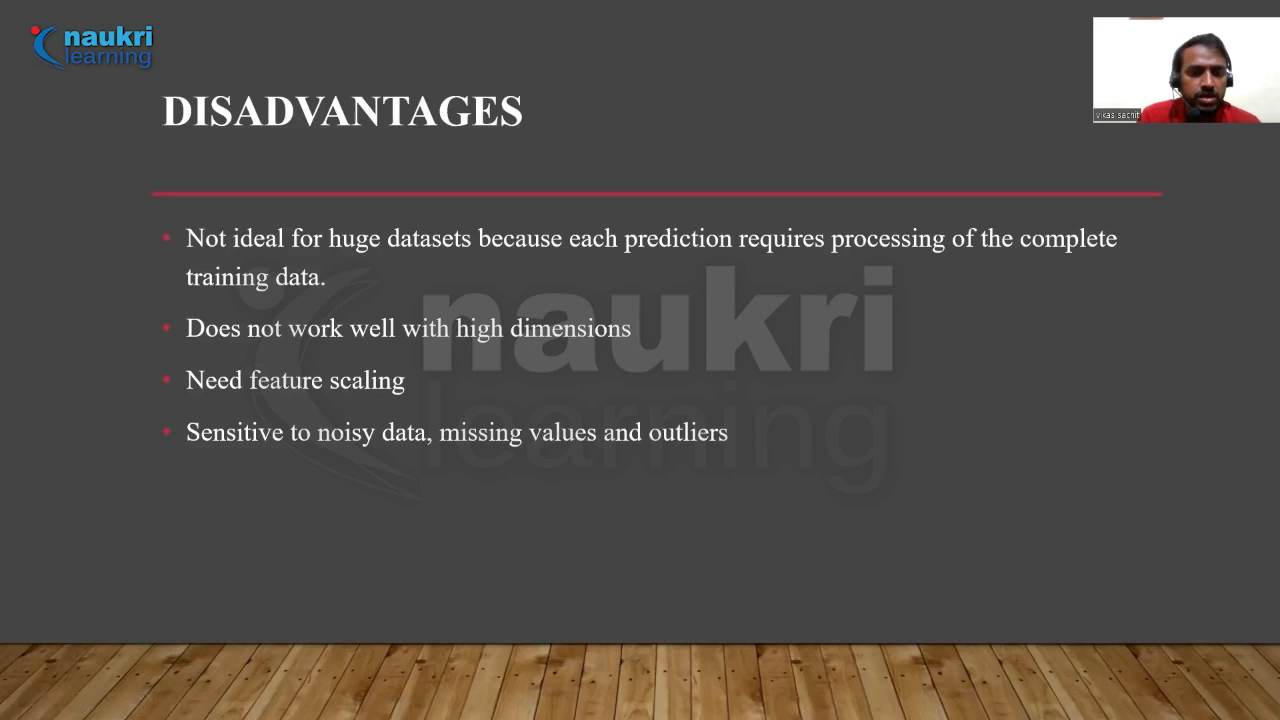 naukri
learning
DISADVANTAGES
vikas sachit
• Not ideal for huge datasets because each prediction requires processing of the complete
training data.
• Does not work well with high dimensions
• Need feature scaling
• Sensitive to noisy data, missing values and outliers
naukri
learning